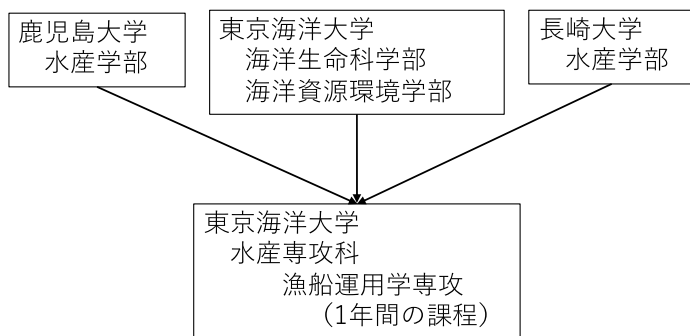 鹿児島大学
水産学部
東京海洋大学
海洋生命科学部
海洋資源環境学部
長崎大学
水産学部
東京海洋大学
水産専攻科
漁船運用学専攻
（1年間の課程）